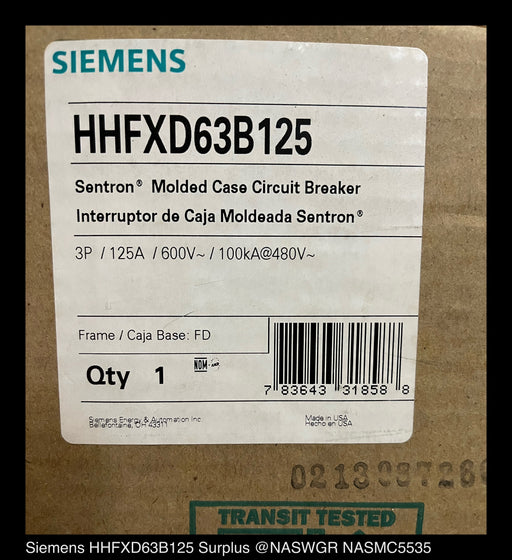 SIEMENS
HHFXD63B125
Sentron® Molded Case Circuit Breaker
Interruptor de Caja Moldeada Sentron®
3P / 125A / 600V~ / 100kA@480V~
Frame / Caja Base: FD
Qty 1
NOM-ANCE
7 83643 31858 8
Siemens Energy & Automation Inc.
Bellefontaine, OH 43311
Made in USA
Hecho en USA
TRANSIT TESTED
Siemens HHFXD63B125 Surplus @NASWGR NASMC5535